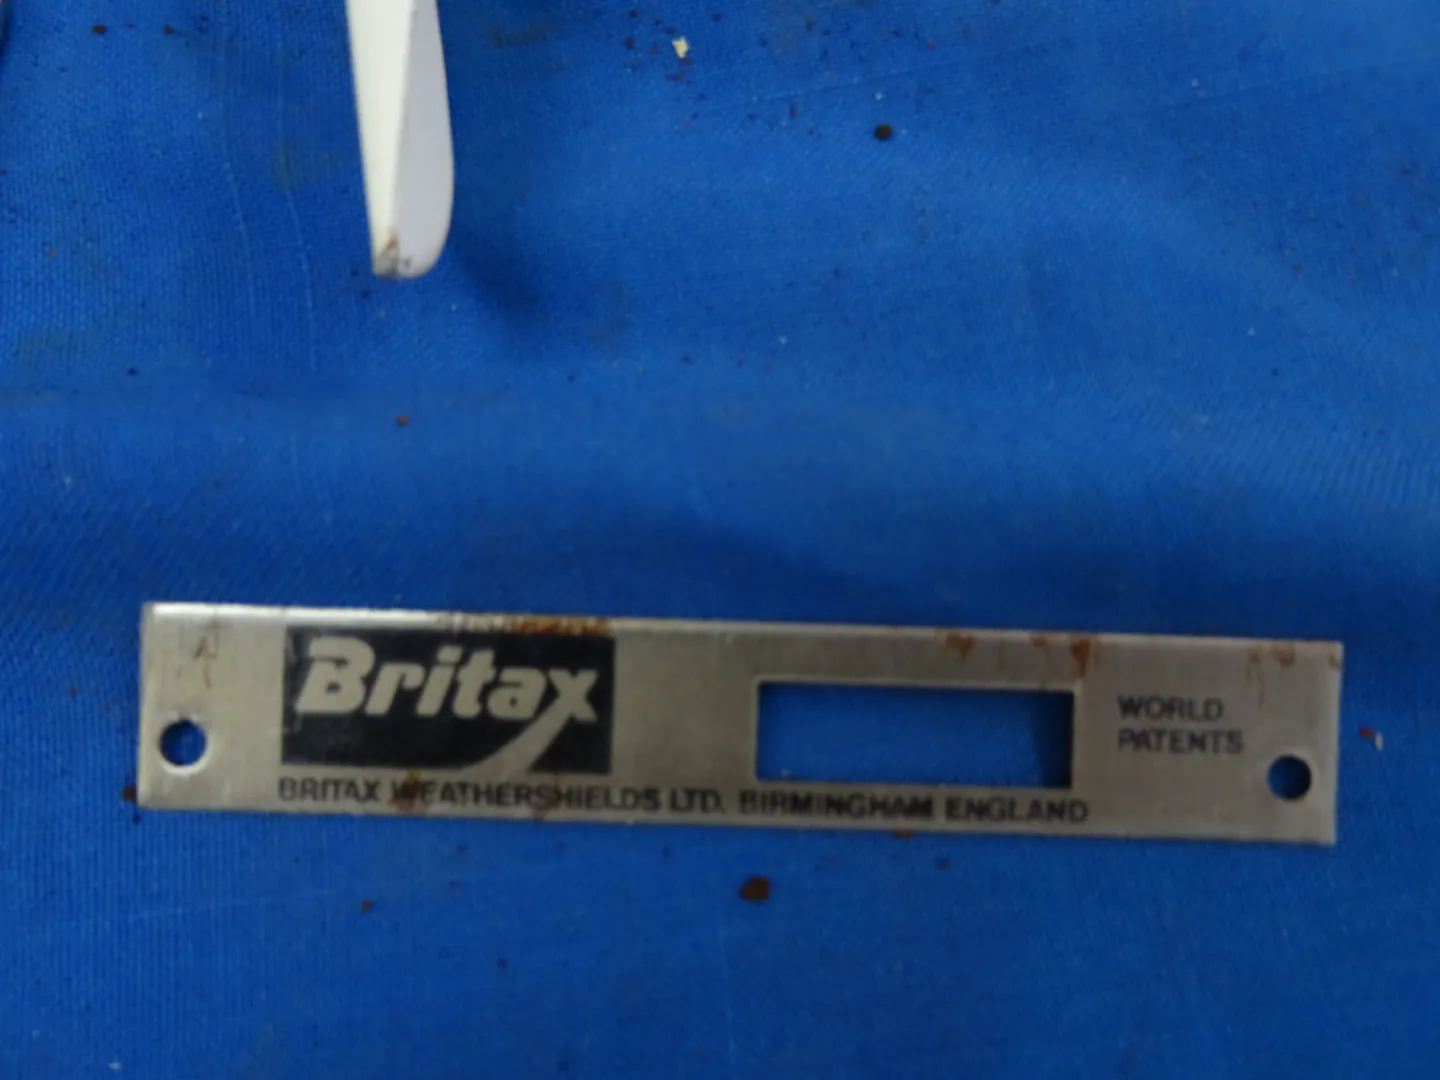 Britax
WORLD
PATENTS
BRITAX WEATHERSHIELDS LTD. BIRMINGHAM ENGLAND